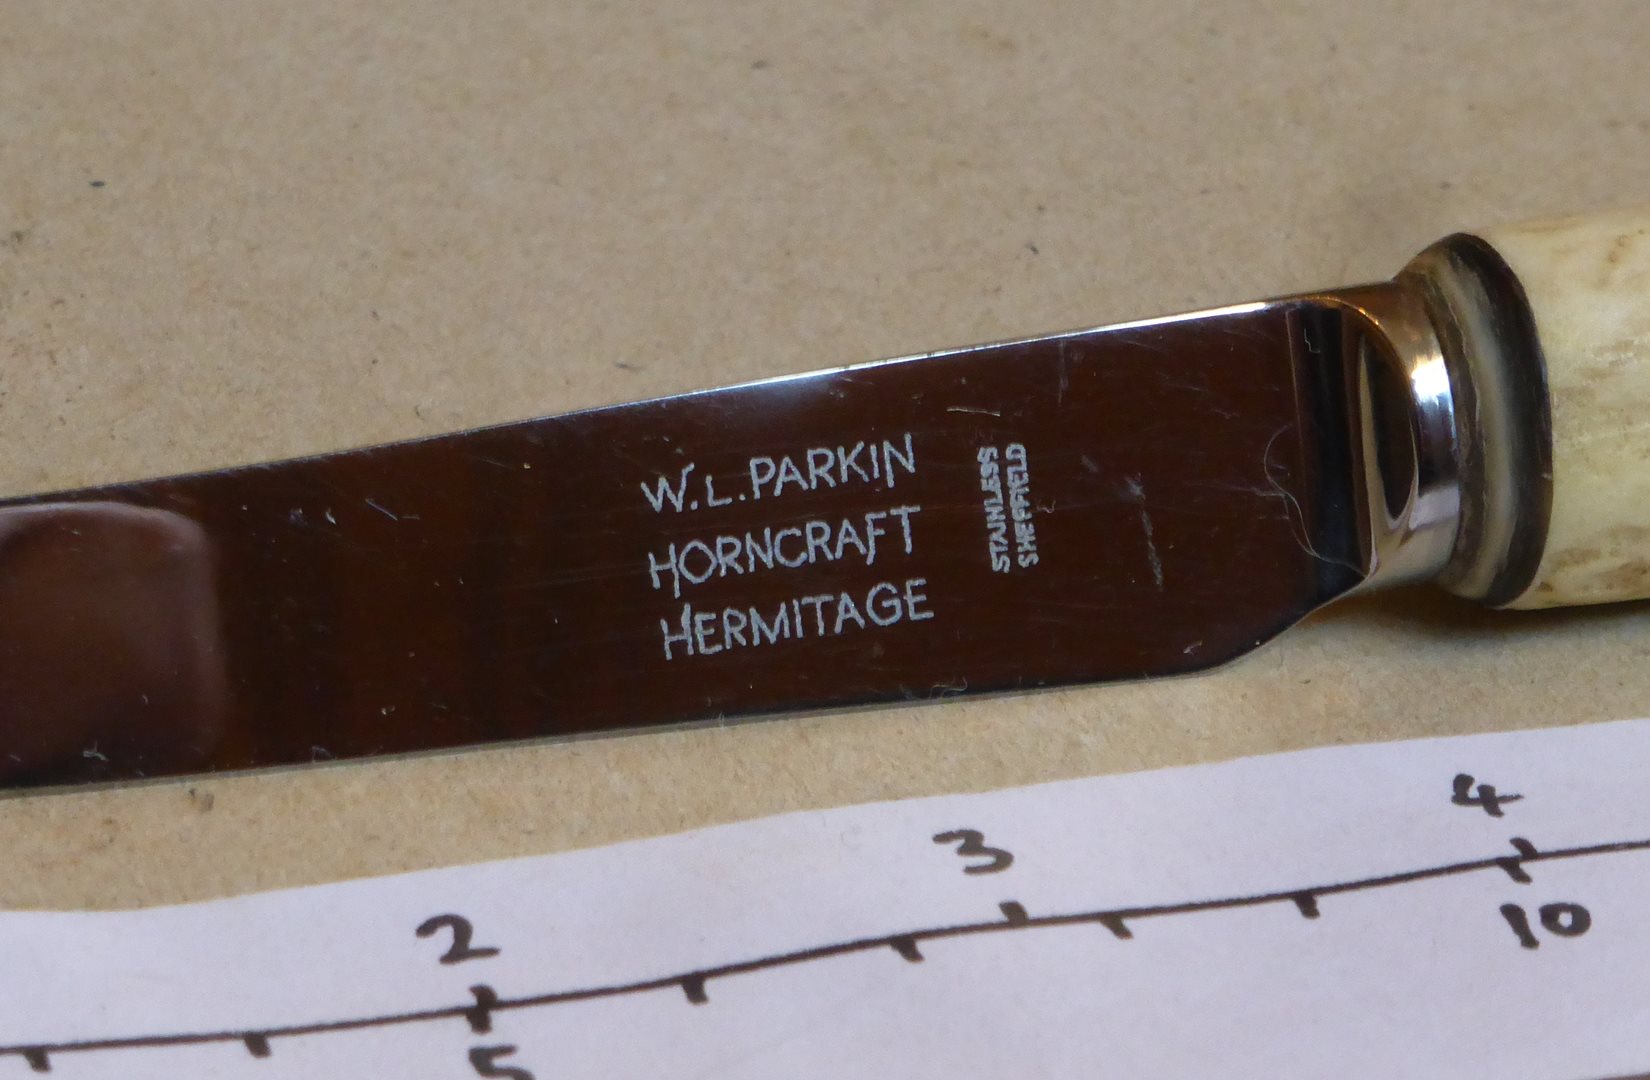 W.L.PARKIN
HORNCRAFT
HERMITAGE
STAINLESS
SHEFFIELD
2
3
4
5
10